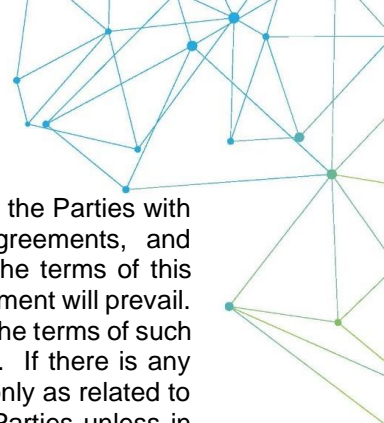 the Parties with
greements, and
he terms of this
ment will prevail.
he terms of such
. If there is any
only as related to
Parties unless in